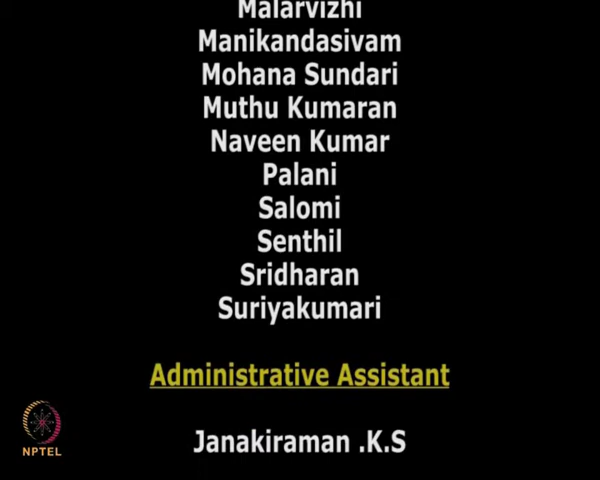 Malarvizhi
Manikandasivam
Mohana Sundari
Muthu Kumaran
Naveen Kumar
Palani
Salomi
Senthil
Sridharan
Suriyakumari
Administrative Assistant
Janakiraman .K.S
NPTEL